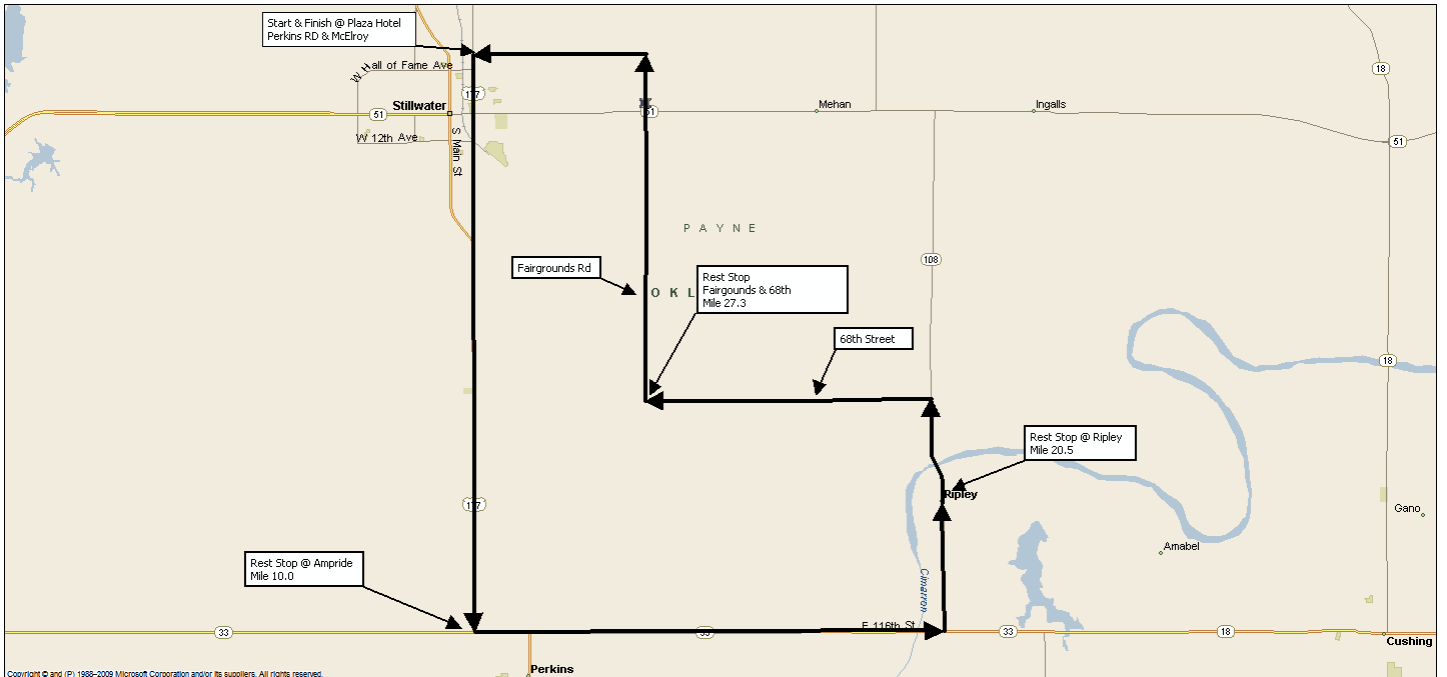 Start & Finish @ Plaza Hotel
Perkins RD & McElroy
18
W Hall of Fame Ave
177
Stillwater
51
51
Mehan
Ingalls
W 12th Ave
S Main St
51
PAYNE
108
Fairgrounds Rd
Rest Stop
Fairgounds & 68th
Mile 27.3
OKL
68th Street
18
Rest Stop @ Ripley
Mile 20.5
Ripley
177
Gano
Amabel
Rest Stop @ Ampride
Mile 10.0
Cimarron
E 116th St
33
33
33
18
Cushing
Perkins
Copyright © and (P) 1988–2009 Microsoft Corporation and/or its suppliers. All rights reserved.